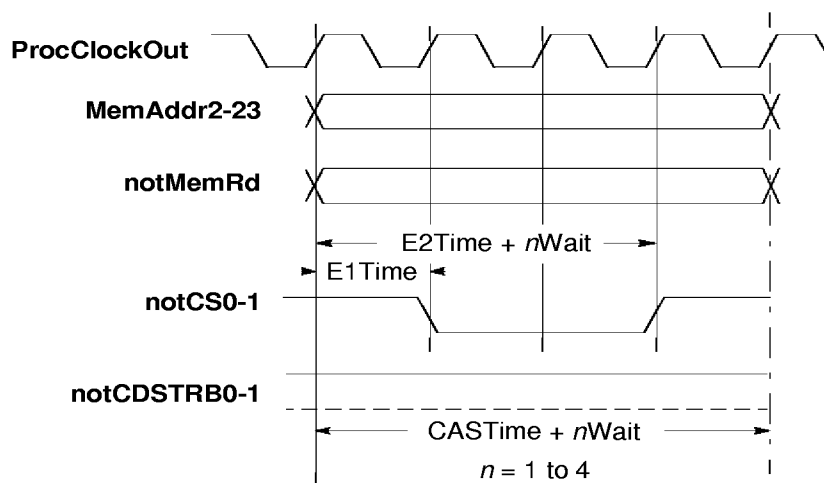 ProcClockOut
MemAddr2-23
notMemRd
E2Time + nWait
E1Time
notCS0-1
notCDSTRB0-1
CASTime + nWait
n = 1 to 4